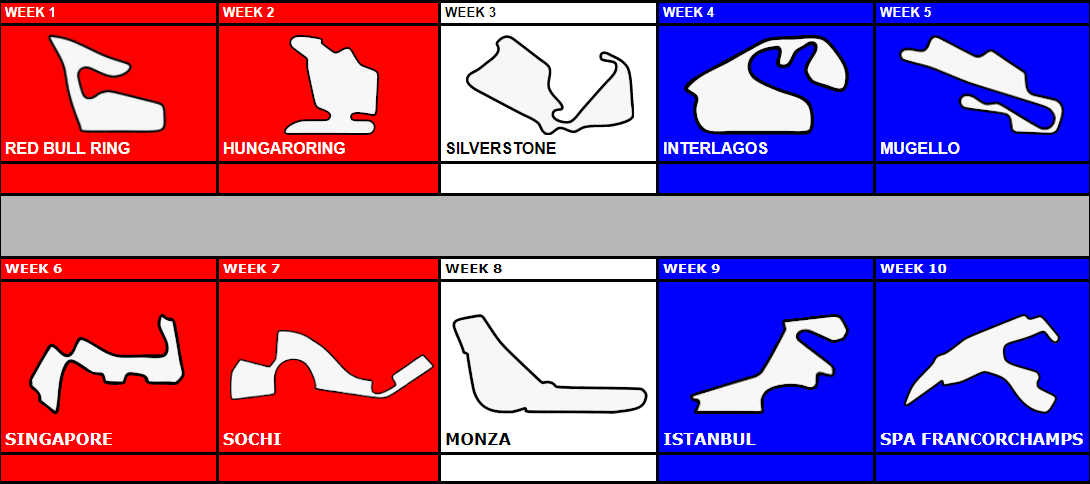 WEEK 1
WEEK 2
WEEK 3
WEEK 4
WEEK 5
RED BULL RING
HUNGARORING
SILVERSTONE
INTERLAGOS
MUGELLO
WEEK 6
WEEK 7
WEEK 8
WEEK 9
WEEK 10
SINGAPORE
SOCHI
MONZA
ISTANBUL
SPA FRANCORCHAMPS